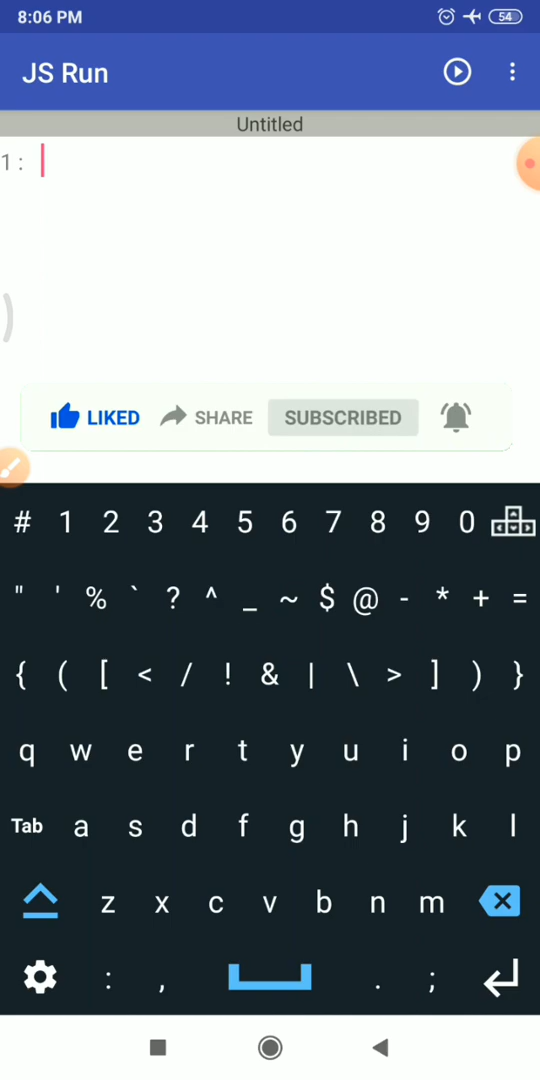 8:06 PM 54
JS Run
Untitled
1 :
LIKED SHARE SUBSCRIBED
# 1 2 3 4 5 6 7 8 9 0
" ' % ` ? ^ _ ~ $ @ - * + =
{ ( [ < / ! & | \ > ] ) }
q w e r t y u i o p
Tab a s d f g h j k l
z x c v b n m
: , . ;